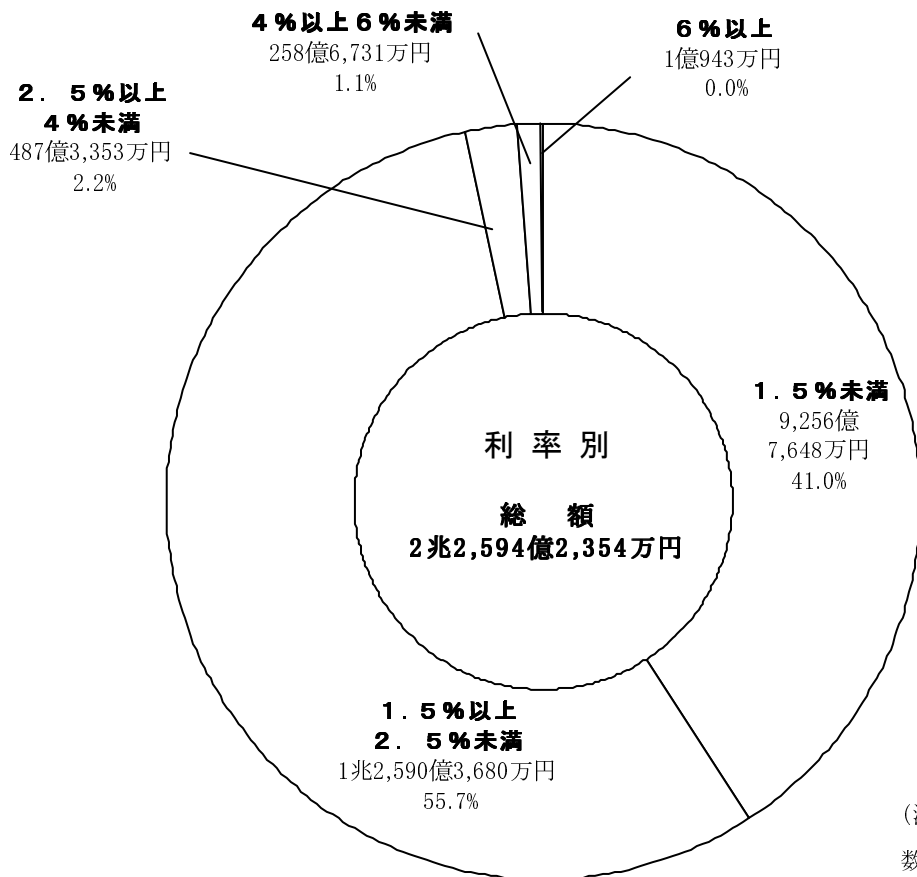 4%以上6%未満
258億6,731万円
1.1%
6%以上
1億943万円
0.0%
2．5%以上
4%未満
487億3,353万円
2.2%
1．5%未満
9,256億
7,648万円
41.0%
利率別
総　額
2兆2,594億2,354万円
1．5%以上
2．5%未満
1兆2,590億3,680万円
55.7%
数